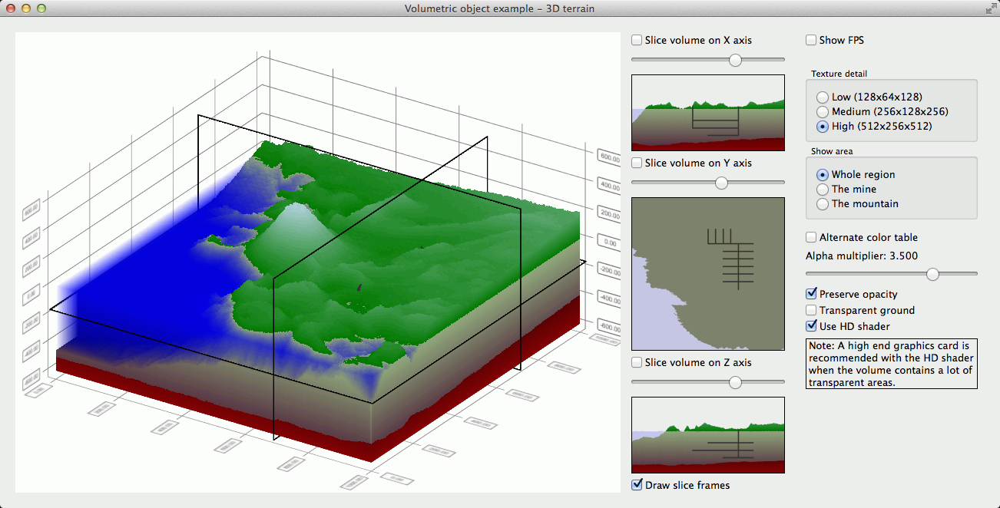 Volumetric object example - 3D terrain
Slice volume on X axis
Slice volume on Y axis
Slice volume on Z axis
Draw slice frames
Show FPS
Texture detail
Low (128x64x128)
Medium (256x128x256)
High (512x256x512)
Show area
Whole region
The mine
The mountain
Alternate color table
Alpha multiplier: 3.500
Preserve opacity
Transparent ground
Use HD shader
Note: A high end graphics card is
recommended with the HD shader
when the volume contains a lot of
transparent areas.
600.00
400.00
200.00
0.00
-200.00
-400.00
-600.00